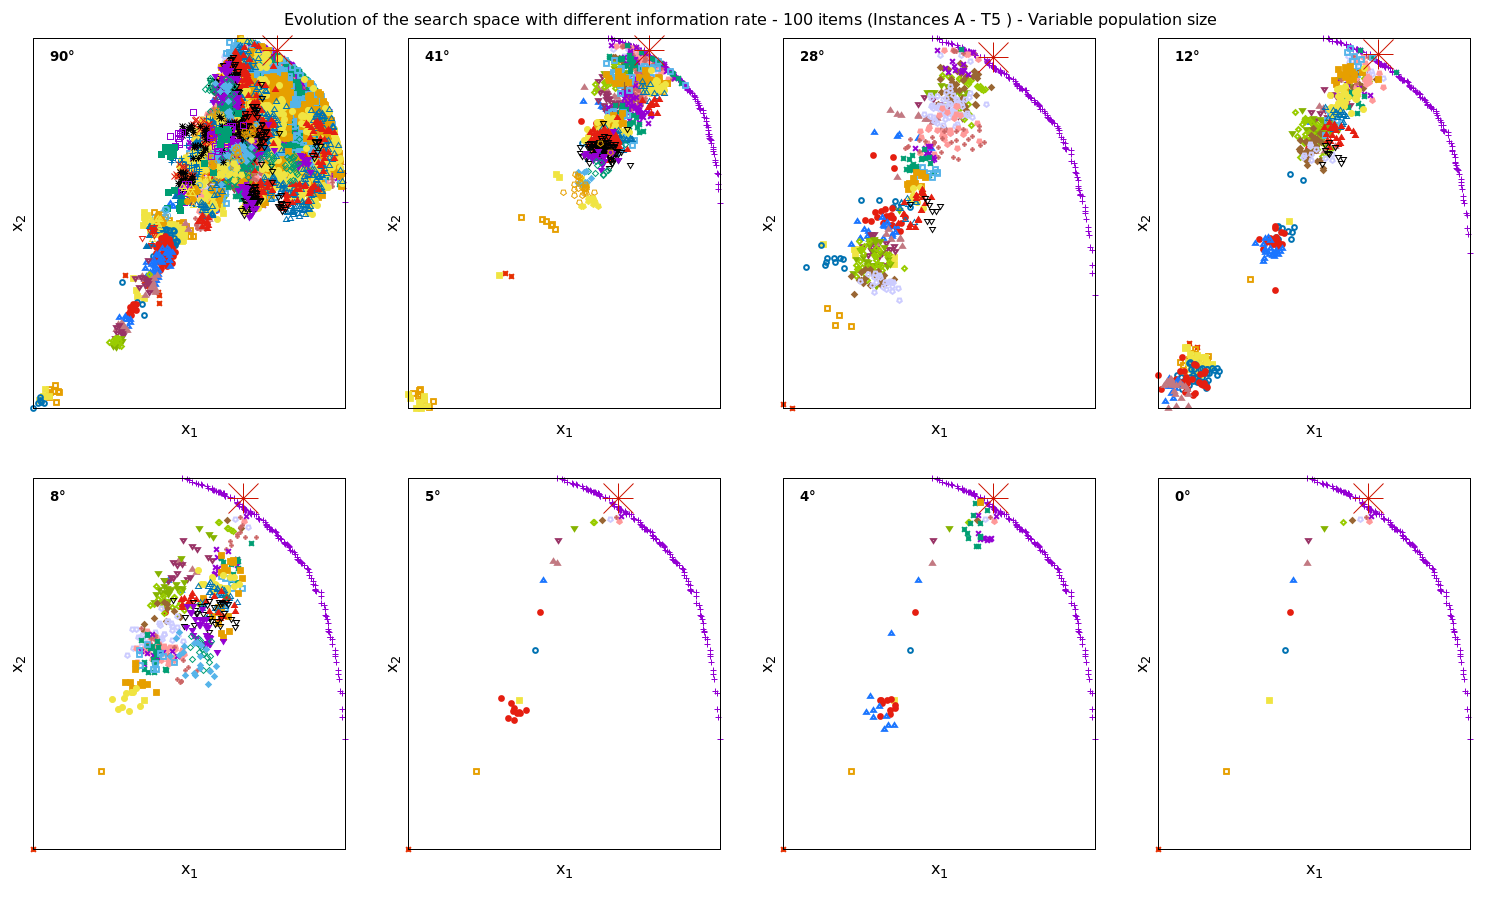 Evolution of the search space with different information rate - 100 items (Instances A - T5 ) - Variable population size
90°
41°
28°
12°
x2
x2
x2
x2
x1
x1
x1
x1
8°
5°
4°
0°
x2
x2
x2
x2
x1
x1
x1
x1